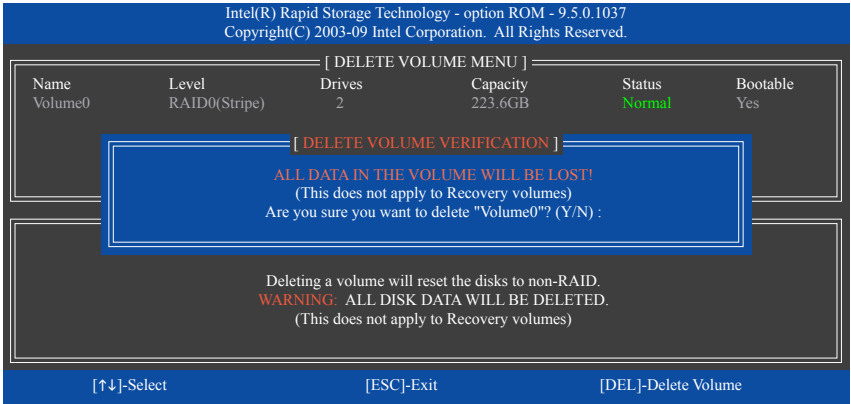 Intel(R) Rapid Storage Technology - option ROM - 9.5.0.1037
Copyright(C) 2003-09 Intel Corporation.  All Rights Reserved.
[ DELETE VOLUME MENU ]
Name Level Drives Capacity Status Bootable
Volume0 RAID0(Stripe) 2 223.6GB Normal Yes
[ DELETE VOLUME VERIFICATION ]
ALL DATA IN THE VOLUME WILL BE LOST!
(This does not apply to Recovery volumes)
Are you sure you want to delete "Volume0"? (Y/N) :
Deleting a volume will reset the disks to non-RAID.
WARNING: ALL DISK DATA WILL BE DELETED.
(This does not apply to Recovery volumes)
[↑↓]-Select [ESC]-Exit [DEL]-Delete Volume